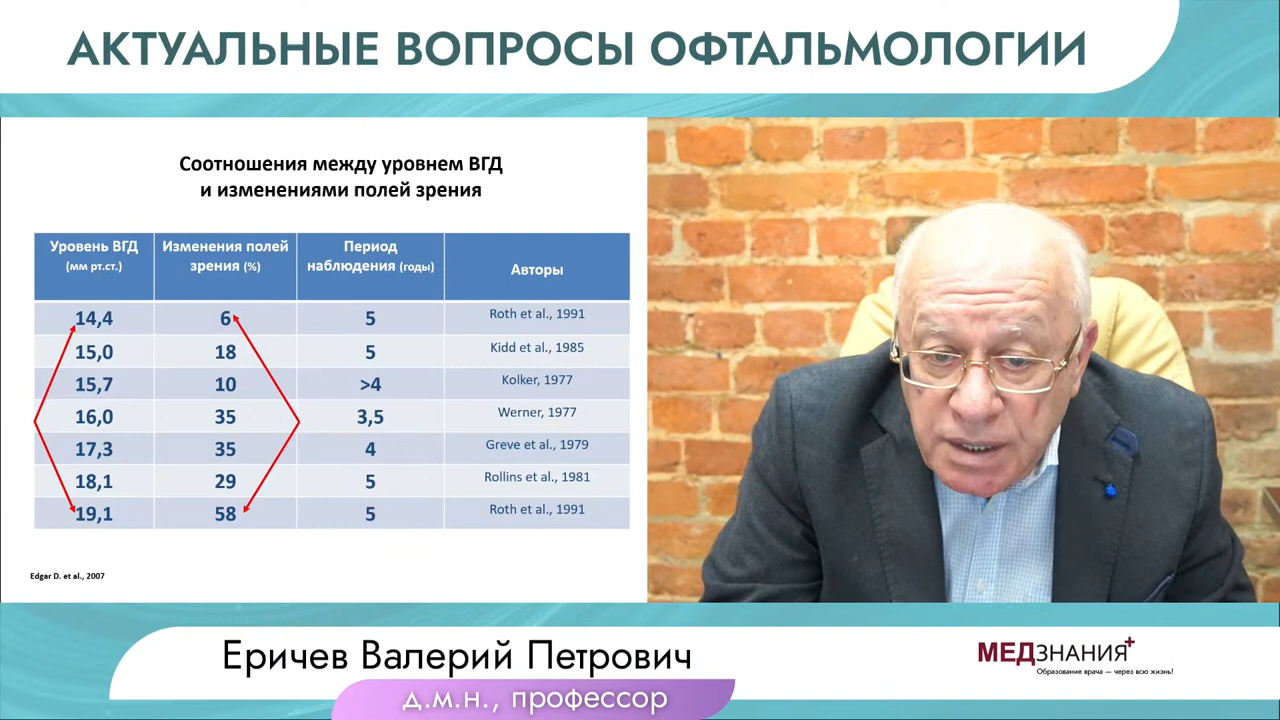 АКТУАЛЬНЫЕ ВОПРОСЫ ОФТАЛЬМОЛОГИИ
Соотношения между уровнем ВГД
и изменениями полей зрения
Уровень ВГД
(мм рт.ст.)
Изменения полей
зрения (%)
Период
наблюдения (годы)
Авторы
14,4 6 5 Roth et al., 1991
15,0 18 5 Kidd et al., 1985
15,7 10 >4 Kolker, 1977
16,0 35 3,5 Werner, 1977
17,3 35 4 Greve et al., 1979
18,1 29 5 Rollins et al., 1981
19,1 58 5 Roth et al., 1991
Edgar D. et al., 2007
Еричев Валерий Петрович
д.м.н., профессор
МЕДЗНАНИЯ+
Образование врача — через всю жизнь!